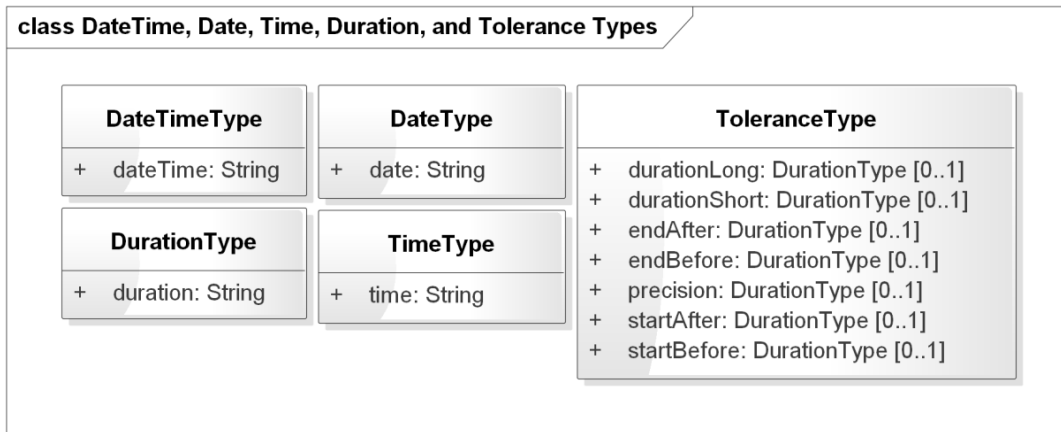 class DateTime, Date, Time, Duration, and Tolerance Types
DateTimeType
+ dateTime: String
DateType
+ date: String
ToleranceType
+ durationLong: DurationType [0..1]
+ durationShort: DurationType [0..1]
+ endAfter: DurationType [0..1]
+ endBefore: DurationType [0..1]
+ precision: DurationType [0..1]
+ startAfter: DurationType [0..1]
+ startBefore: DurationType [0..1]
DurationType
+ duration: String
TimeType
+ time: String